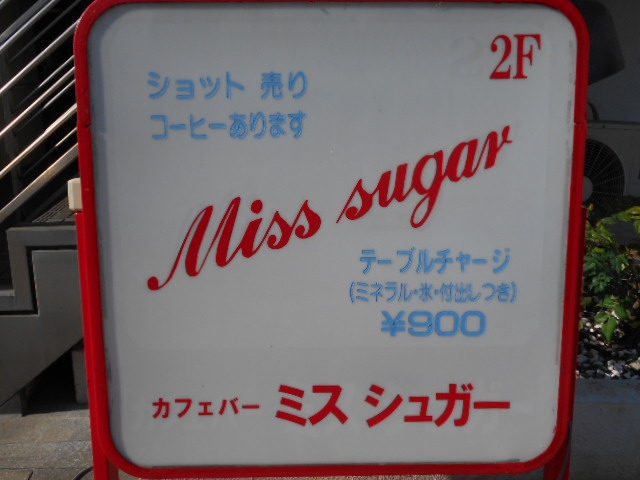 2F
ショット 売り
コーヒーあります
Miss sugar
テーブルチャージ
(ミネラル・氷・付出しつき)
¥900
カフェバー ミス シュガー